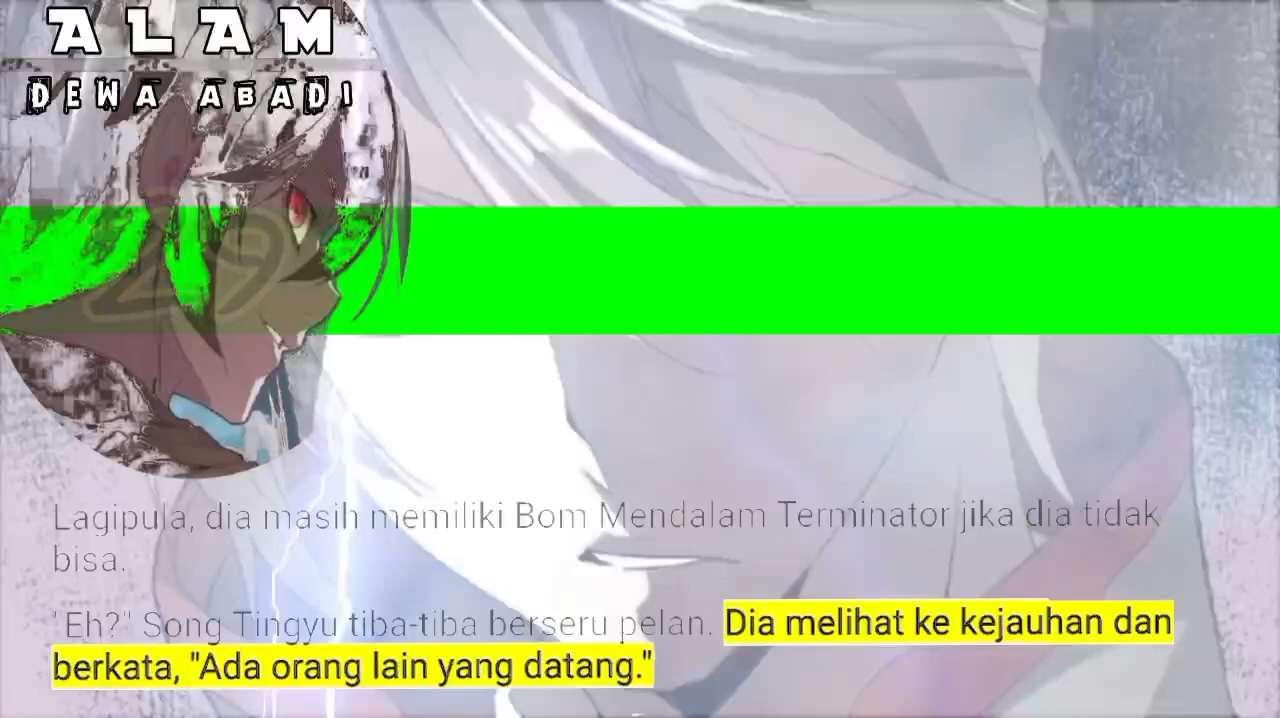 ALAM
DEWA ABADI
29
Lagipula, dia masih memiliki Bom Mendalam Terminator jika dia tidak
bisa.
"Eh?" Song Tingyu tiba-tiba berseru pelan. Dia melihat ke kejauhan dan
berkata, "Ada orang lain yang datang."